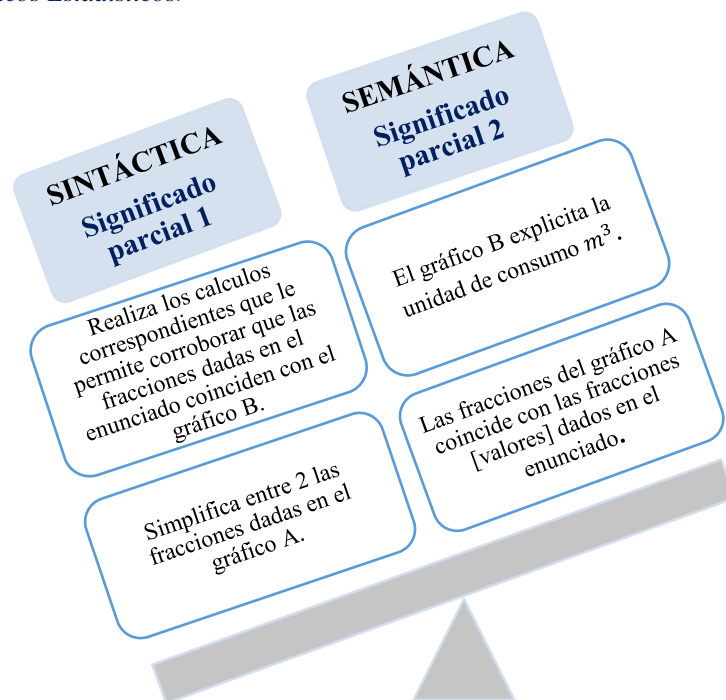 SINTÁCTICA
Significado
parcial 1
Realiza los calculos
correspondientes que le
permite corroborar que las
fracciones dadas en el
enunciado coinciden con el
gráfico B.
Simplifica entre 2 las
fracciones dadas en el
gráfico A.
SEMÁNTICA
Significado
parcial 2
El gráfico B explicita la
unidad de consumo m³ .
Las fracciones del gráfico A
coincide con las fracciones
[valores] dados en el
enunciado.